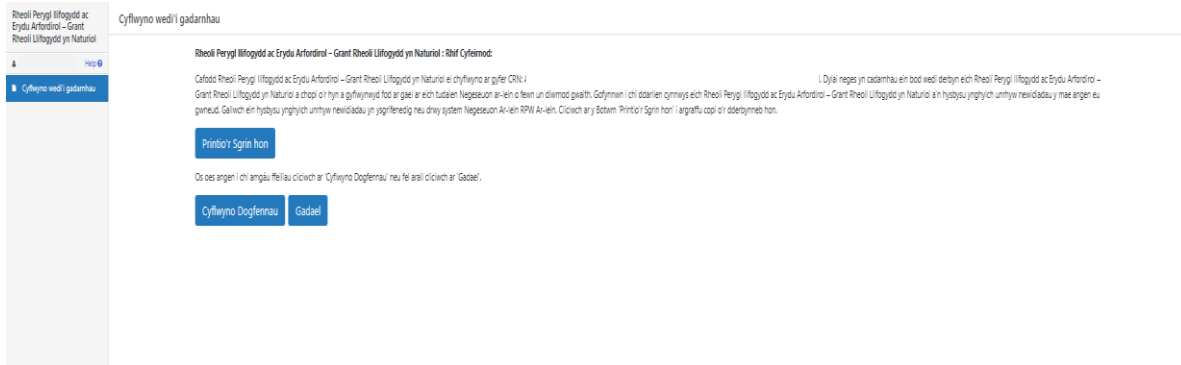 Rheoli Perygl llifogydd ac
Erydu Arfordirol – Grant
Rheoli Llifogydd yn Naturiol
Help
Cyflwyno wedi'i gadarnhau
Cyflwyno wedi'i gadarnhau
Rheoli Perygl llifogydd ac Erydu Arfordirol – Grant Rheoli Llifogydd yn Naturiol : Rhif Cyfeirnod:
Cafodd Rheoli Perygl llifogydd ac Erydu Arfordirol – Grant Rheoli Llifogydd yn Naturiol ei chyflwyno ar gyfer CRN: Dylai neges yn cadarnhau ein bod wedi derbyn eich Rheoli Perygl llifogydd ac Erydu Arfordirol –
Grant Rheoli Llifogydd yn Naturiol a chopi o'r hyn a gyflwynwyd fod ar gael ar eich tudalen Negeseuon ar-lein o fewn un diwrnod gwaith. Gofynnwn i chi ddarllen cynnwys eich Rheoli Perygl llifogydd ac Erydu Arfordirol – Grant Rheoli Llifogydd yn Naturiol a'n hysbysu ynghylch unrhyw newidiadau y mae angen eu
gwneud. Gallwch ein hysbysu ynghylch unrhyw newidiadau yn ysgrifenedig neu drwy system Negeseuon Ar-lein RPW Ar-lein. Cliciwch ar y Botwm 'Printio'r Sgrin hon' i argraffu copi o'r dderbynneb hon.
Printio'r Sgrin hon
Os oes angen i chi amgáu ffeiliau cliciwch ar 'Cyflwyno Dogfennau' neu fel arall cliciwch ar 'Gadael'.
Cyflwyno Dogfennau
Gadael